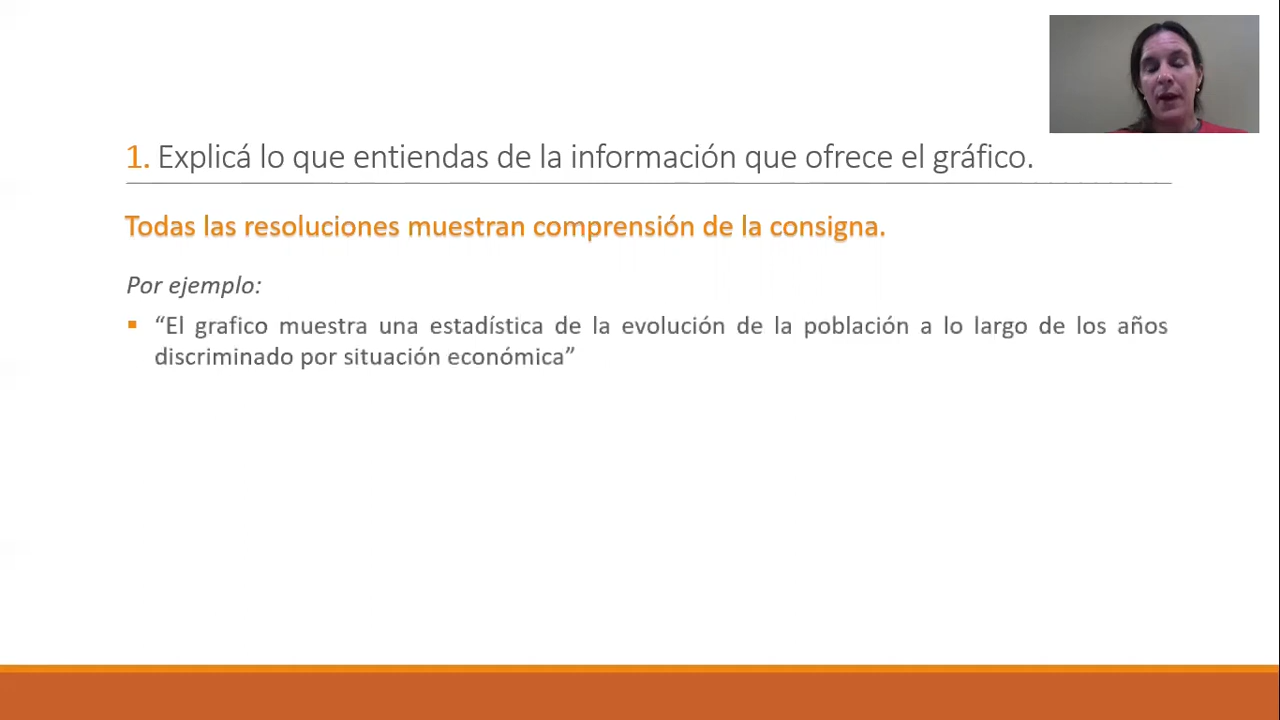 1. Explicá lo que entiendas de la información que ofrece el gráfico.
Todas las resoluciones muestran comprensión de la consigna.
Por ejemplo:
▪ “El grafico muestra una estadística de la evolución de la población a lo largo de los años
discriminado por situación económica”